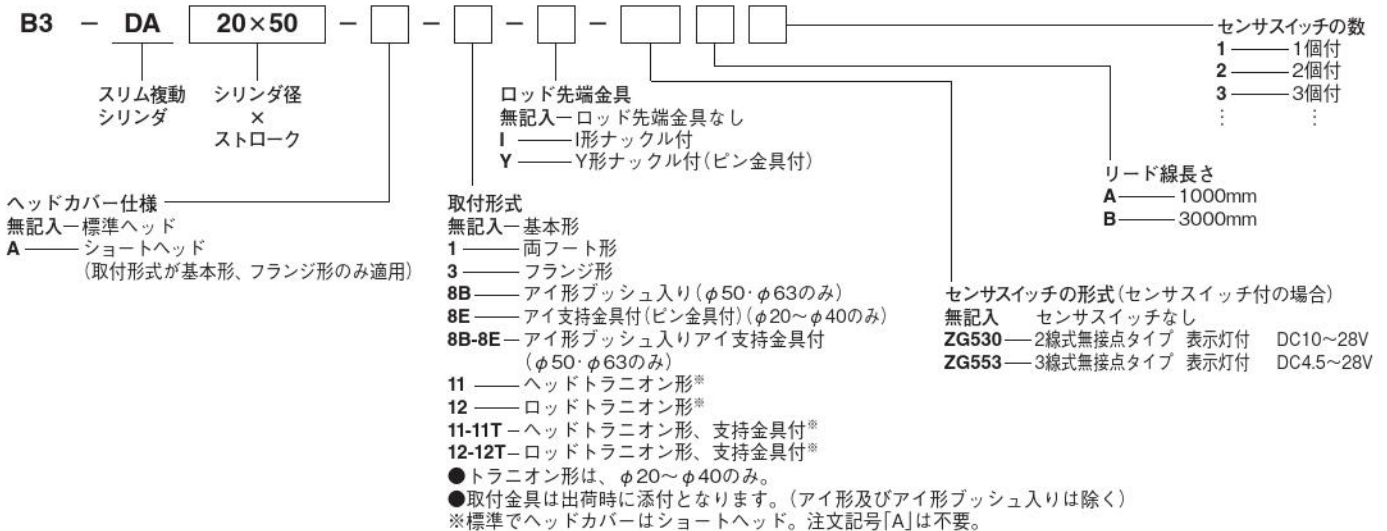 B3 － DA 20×50 － － － －
スリム複動
シリンダ
シリンダ径
×
ストローク
ヘッドカバー仕様
無記入ー標準ヘッド
A ── ショートヘッド
(取付形式が基本形、フランジ形のみ適用)
ロッド先端金具
無記入ーロッド先端金具なし
I ── I形ナックル付
Y ── Y形ナックル付(ピン金具付)
取付形式
無記入ー基本形
1 ── 両フート形
3 ── フランジ形
8B ── アイ形ブッシュ入り(φ50·φ63のみ)
8E ── アイ支持金具付(ピン金具付)(φ20～φ40のみ)
8B-8E ─ アイ形ブッシュ入りアイ支持金具付
(φ50·φ63のみ)
11 ── ヘッドトラニオン形※
12 ── ロッドトラニオン形※
11-11T ─ ヘッドトラニオン形、支持金具付※
12-12T ─ ロッドトラニオン形、支持金具付※
●トラニオン形は、φ20～φ40のみ。
●取付金具は出荷時に添付となります。(アイ形及びアイ形ブッシュ入りは除く)
※標準でヘッドカバーはショートヘッド。注文記号「A」は不要。
センサスイッチの数
1 ── 1個付
2 ── 2個付
3 ── 3個付
⋮ ⋮
リード線長さ
A ── 1000mm
B ── 3000mm
センサスイッチの形式(センサスイッチ付の場合)
無記入 センサスイッチなし
ZG530 ── 2線式無接点タイプ 表示灯付 DC10～28V
ZG553 ── 3線式無接点タイプ 表示灯付 DC4.5～28V